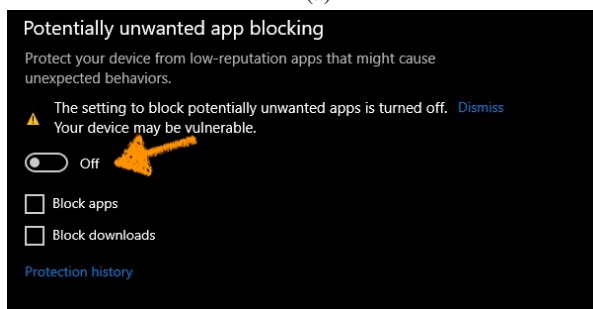 Potentially unwanted app blocking
Protect your device from low-reputation apps that might cause
unexpected behaviors.
The setting to block potentially unwanted apps is turned off. Dismiss
Your device may be vulnerable.
Off
Block apps
Block downloads
Protection history